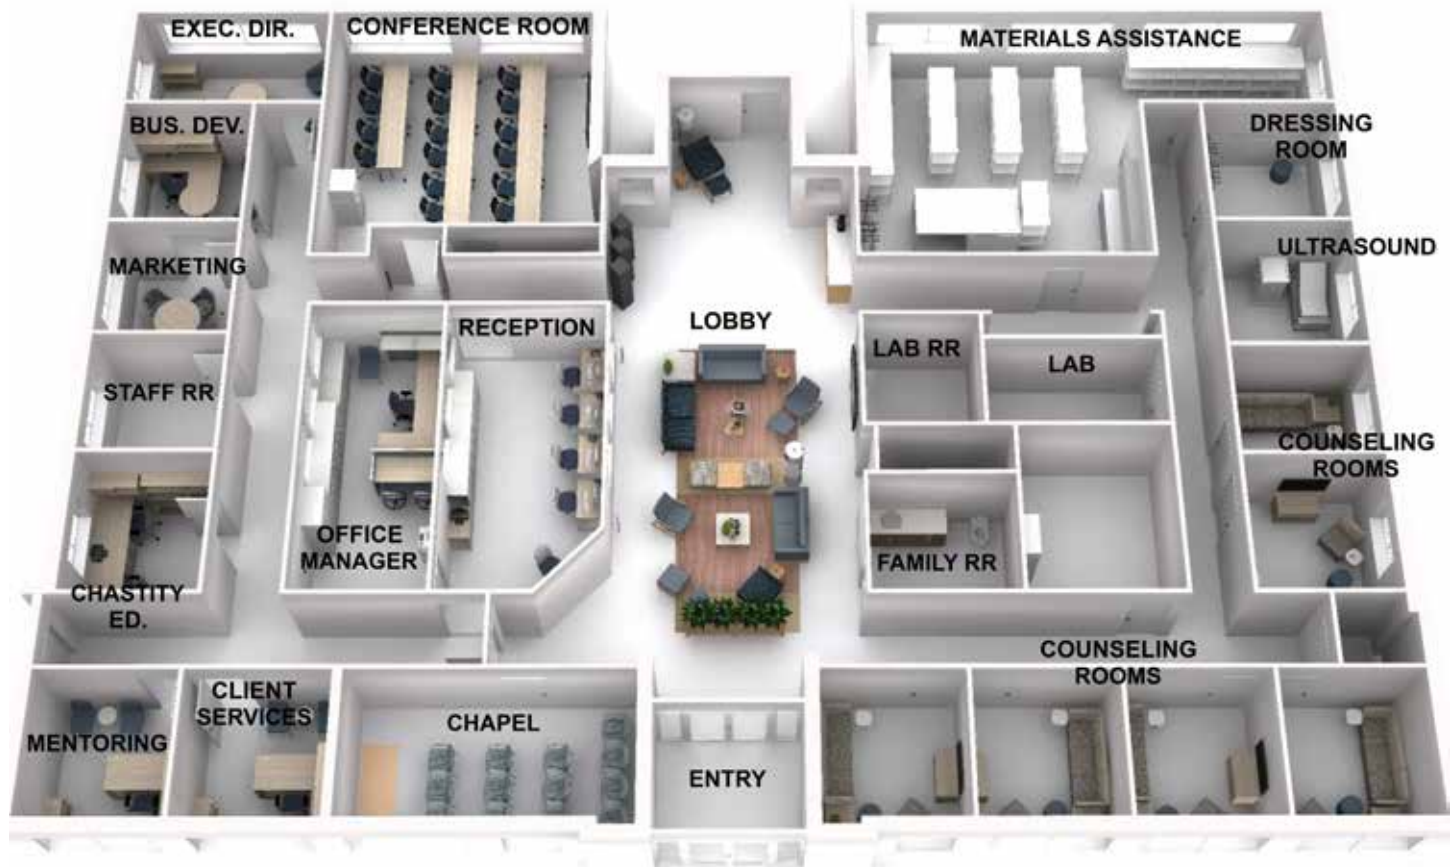 EXEC. DIR.
CONFERENCE ROOM
MATERIALS ASSISTANCE
BUS. DEV.
DRESSING
ROOM
MARKETING
ULTRASOUND
RECEPTION
LOBBY
LAB RR
LAB
STAFF RR
COUNSELING
ROOMS
OFFICE
MANAGER
FAMILY RR
CHASTITY
ED.
COUNSELING
ROOMS
CLIENT
SERVICES
MENTORING
CHAPEL
ENTRY